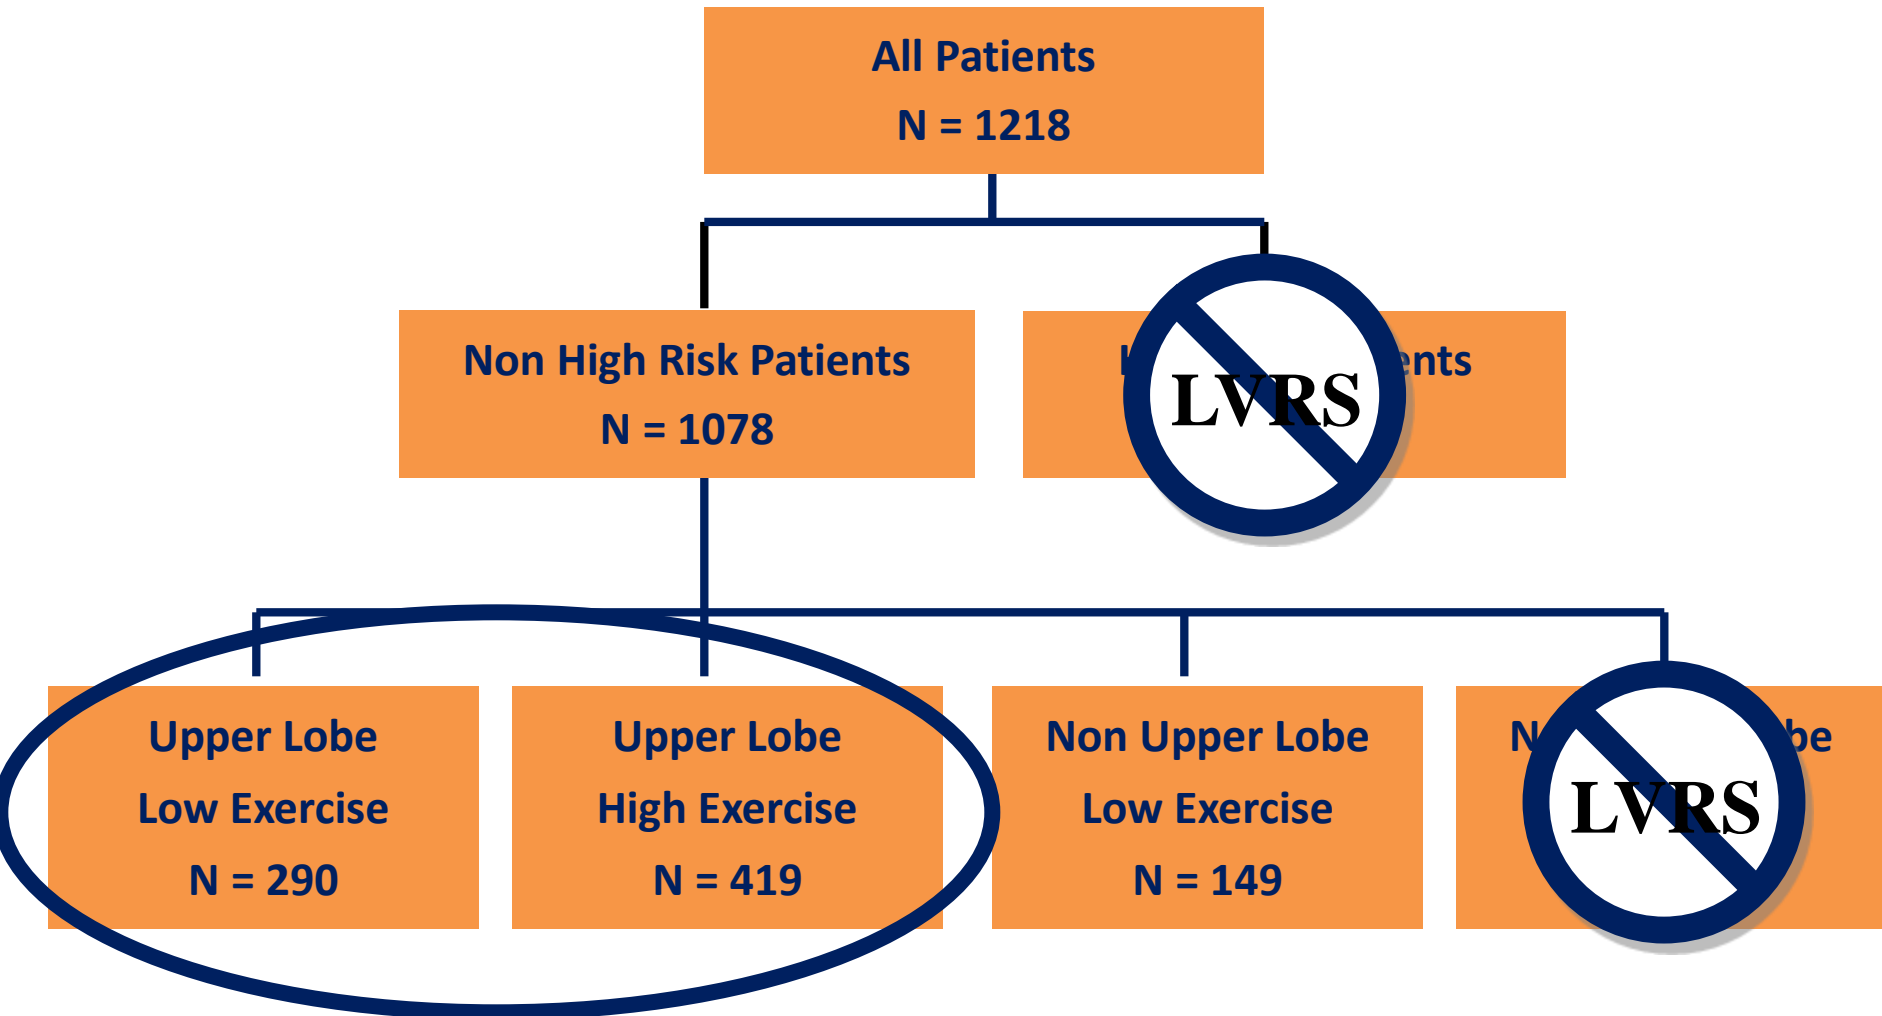 All Patients
N = 1218
Non High Risk Patients
N = 1078
LVRS
Upper Lobe
Low Exercise
N = 290
Upper Lobe
High Exercise
N = 419
Non Upper Lobe
Low Exercise
N = 149
LVRS